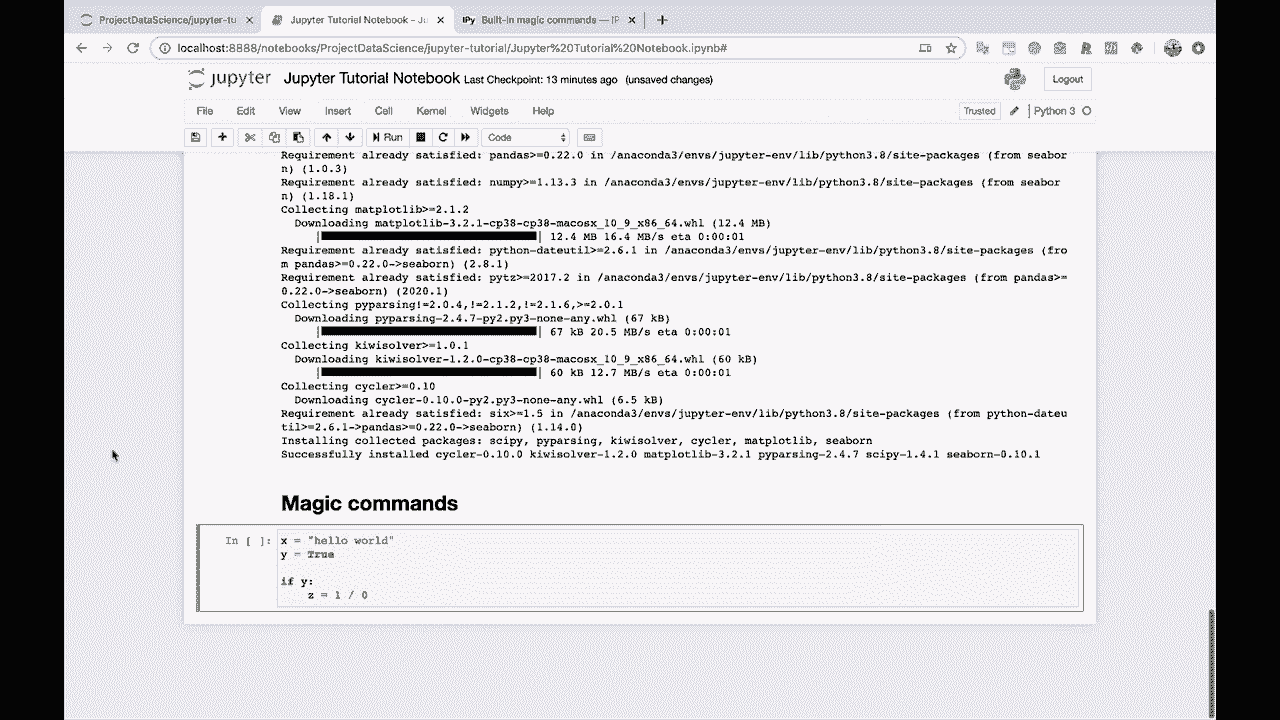 ProjectDataScience/jupyter-tu
Jupyter Tutorial Notebook - Ju
IPy Built-in magic commands — IP
localhost:8888/notebooks/ProjectDataScience/jupyter-tutorial/Jupyter%20Tutorial%20Notebook.ipynb#
jupyter Jupyter Tutorial Notebook Last Checkpoint: 13 minutes ago (unsaved changes)
Logout
File Edit View Insert Cell Kernel Widgets Help
Trusted
Python 3
Run
Code
Requirement already satisfied: pandas>=0.22.0 in /anaconda3/envs/jupyter-env/lib/python3.8/site-packages (from seabor
n) (1.0.3)
Requirement already satisfied: numpy>=1.13.3 in /anaconda3/envs/jupyter-env/lib/python3.8/site-packages (from seabor
n) (1.18.1)
Collecting matplotlib>=2.1.2
Downloading matplotlib-3.2.1-cp38-cp38-macosx_10_9_x86_64.whl (12.4 MB)
|████████████████████████████████| 12.4 MB 16.4 MB/s eta 0:00:01
Requirement already satisfied: python-dateutil>=2.6.1 in /anaconda3/envs/jupyter-env/lib/python3.8/site-packages (fro
m pandas>=0.22.0->seaborn) (2.8.1)
Requirement already satisfied: pytz>=2017.2 in /anaconda3/envs/jupyter-env/lib/python3.8/site-packages (from pandas>=
0.22.0->seaborn) (2020.1)
Collecting pyparsing!=2.0.4,!=2.1.2,!=2.1.6,>=2.0.1
Downloading pyparsing-2.4.7-py2.py3-none-any.whl (67 kB)
|████████████████████████████████| 67 kB 20.5 MB/s eta 0:00:01
Collecting kiwisolver>=1.0.1
Downloading kiwisolver-1.2.0-cp38-cp38-macosx_10_9_x86_64.whl (60 kB)
|████████████████████████████████| 60 kB 12.7 MB/s eta 0:00:01
Collecting cycler>=0.10
Downloading cycler-0.10.0-py2.py3-none-any.whl (6.5 kB)
Requirement already satisfied: six>=1.5 in /anaconda3/envs/jupyter-env/lib/python3.8/site-packages (from python-dateu
til>=2.6.1->pandas>=0.22.0->seaborn) (1.14.0)
Installing collected packages: scipy, pyparsing, kiwisolver, cycler, matplotlib, seaborn
Successfully installed cycler-0.10.0 kiwisolver-1.2.0 matplotlib-3.2.1 pyparsing-2.4.7 scipy-1.4.1 seaborn-0.10.1
Magic commands
In [ ]: x = "hello world"
y = True
if y:
z = 1 / 0